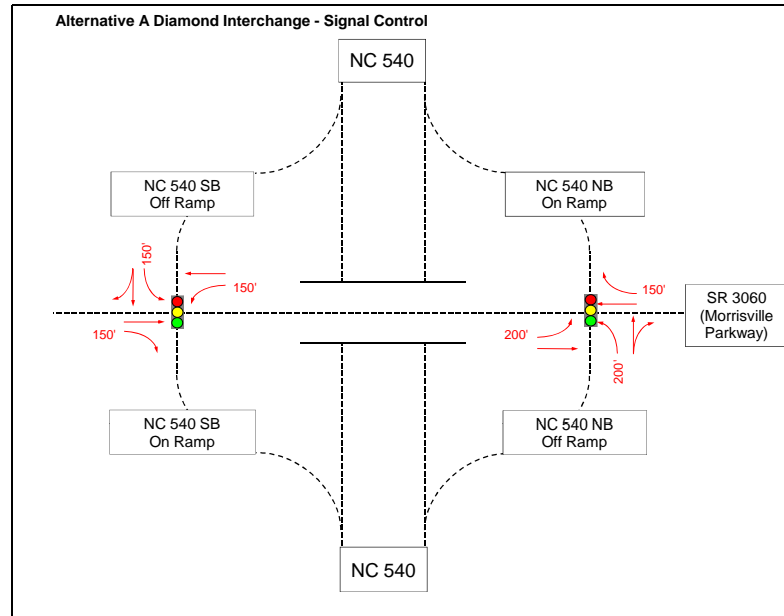 Alternative A Diamond Interchange - Signal Control
NC 540
NC 540 SB
Off Ramp
NC 540 NB
On Ramp
150'
150'
150'
150'
200'
200'
SR 3060
(Morrisville
Parkway)
NC 540 SB
On Ramp
NC 540 NB
Off Ramp
NC 540